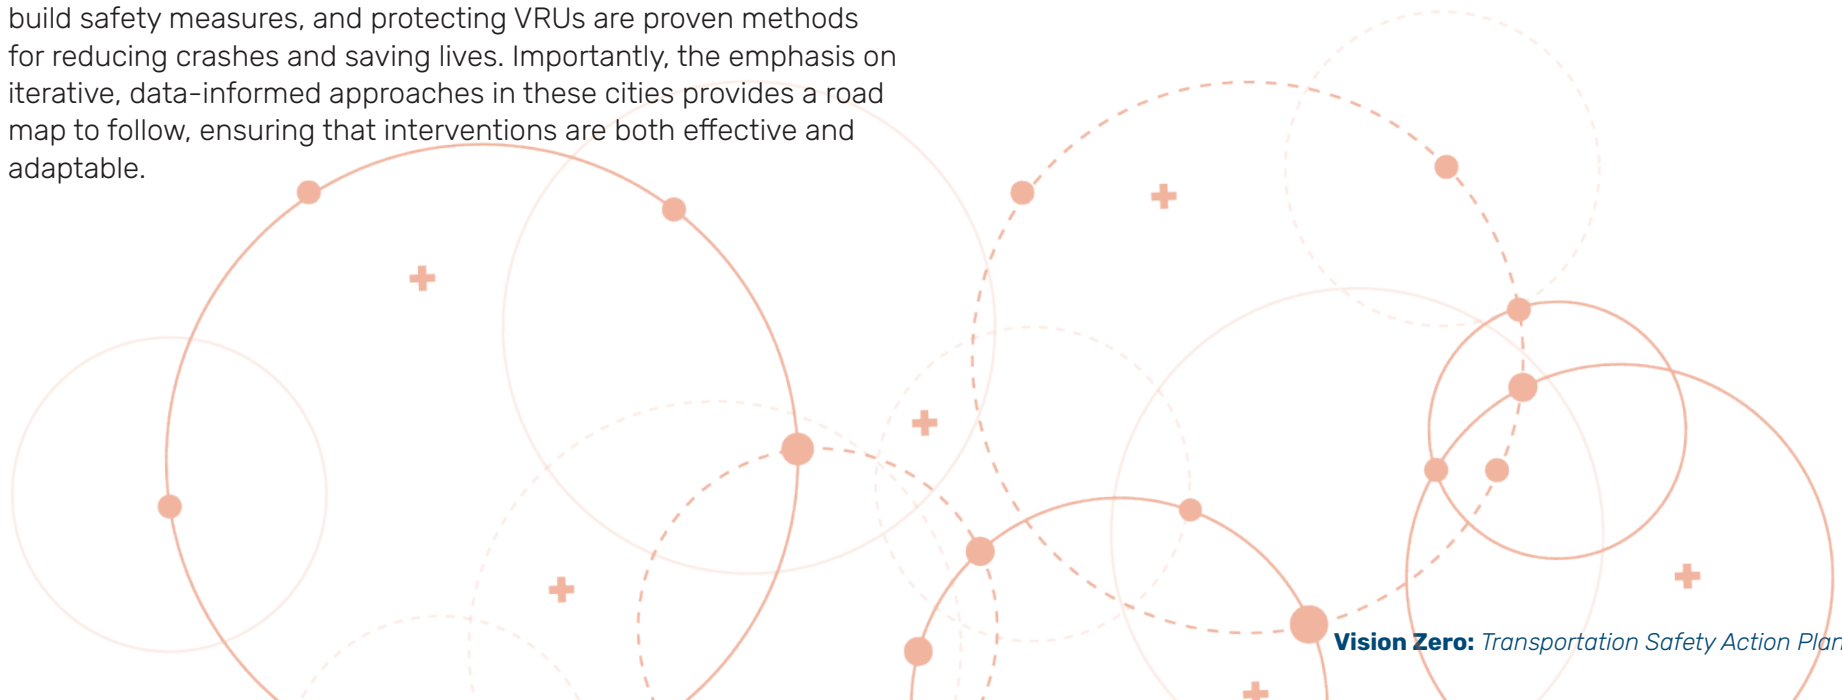 build safety measures, and protecting VRUs are proven methods
for reducing crashes and saving lives. Importantly, the emphasis on
iterative, data-informed approaches in these cities provides a road
map to follow, ensuring that interventions are both effective and
adaptable.
Vision Zero: Transportation Safety Action Plan